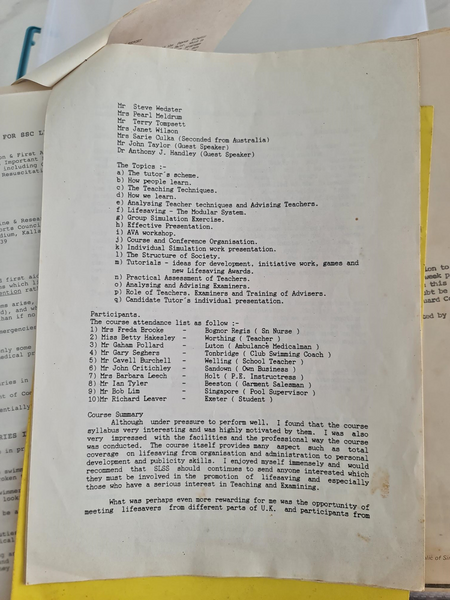 Mr Steve Wedster
Mrs Pearl Meldrum
Mr Terry Tompsett
Mrs Janet Wilson
Mrs Sarie Culka (Seconded from Australia)
Mr John Taylor (Guest Speaker)
Dr Anthony J. Handley (Guest Speaker)
The Topics :-
a) The tutor's scheme.
b) How people learn.
c) The Teaching Techniques.
d) How we learn.
e) Analysing Teacher techniques and Advising Teachers.
f) Lifesaving - The Modular System.
g) Group Simulation Exercise.
h) Effective Presentation.
i) AVA workshop.
j) Course and Conference Organisation.
k) Individual Simulation work presentation.
l) The Structure of Society.
m) Tutorials - ideas for development, initiative work, games and
new Lifesaving Awards.
n) Practical Assessment of Teachers.
o) Analysing and Advising Examiners.
p) Role of Teachers, Examiners and Training of Advisers.
q) Candidate Tutor's individual presentation.
Participants.
The course attendance list as follow :-
1) Mrs Freda Brooke - Bognor Regis ( Sn Nurse )
2) Miss Betty Hakesley - Worthing ( Teacher )
3) Mr Gaham Pollard - Luton ( Ambulance Medicalman )
4) Mr Gary Seghers - Tonbridge ( Club Swimming Coach )
5) Mr Cavell Burchell - Welling ( School Teacher )
6) Mr John Critichley - Sandown ( Own Business )
7) Mrs Barbara Leech - Holt ( P.E. Instructress )
8) Mr Ian Tyler - Beeston ( Garment Salesman )
9) Mr Bob Lim - Singapore ( Pool Supervisor )
10)Mr Richard Leaver - Exeter ( Student )
Course Summary
Although under pressure to perform well. I found that the course
syllabus very interesting and was highly motivated by them. I was also
very impressed with the facilities and the professional way the course
was conducted. The course itself provides many aspect such as total
coverage on lifesaving from organisation and administration to personal
development and publicity skills. I enjoyed myself immensely and would
recommend that SLSS should continues to send anyone interested which
they must be involved in the promotion of lifesaving and especially
those who have a serious interest in Teaching and Examining.
What was perhaps even more rewarding for me was the opportunity of
meeting lifesavers from different parts of U.K. and participants from